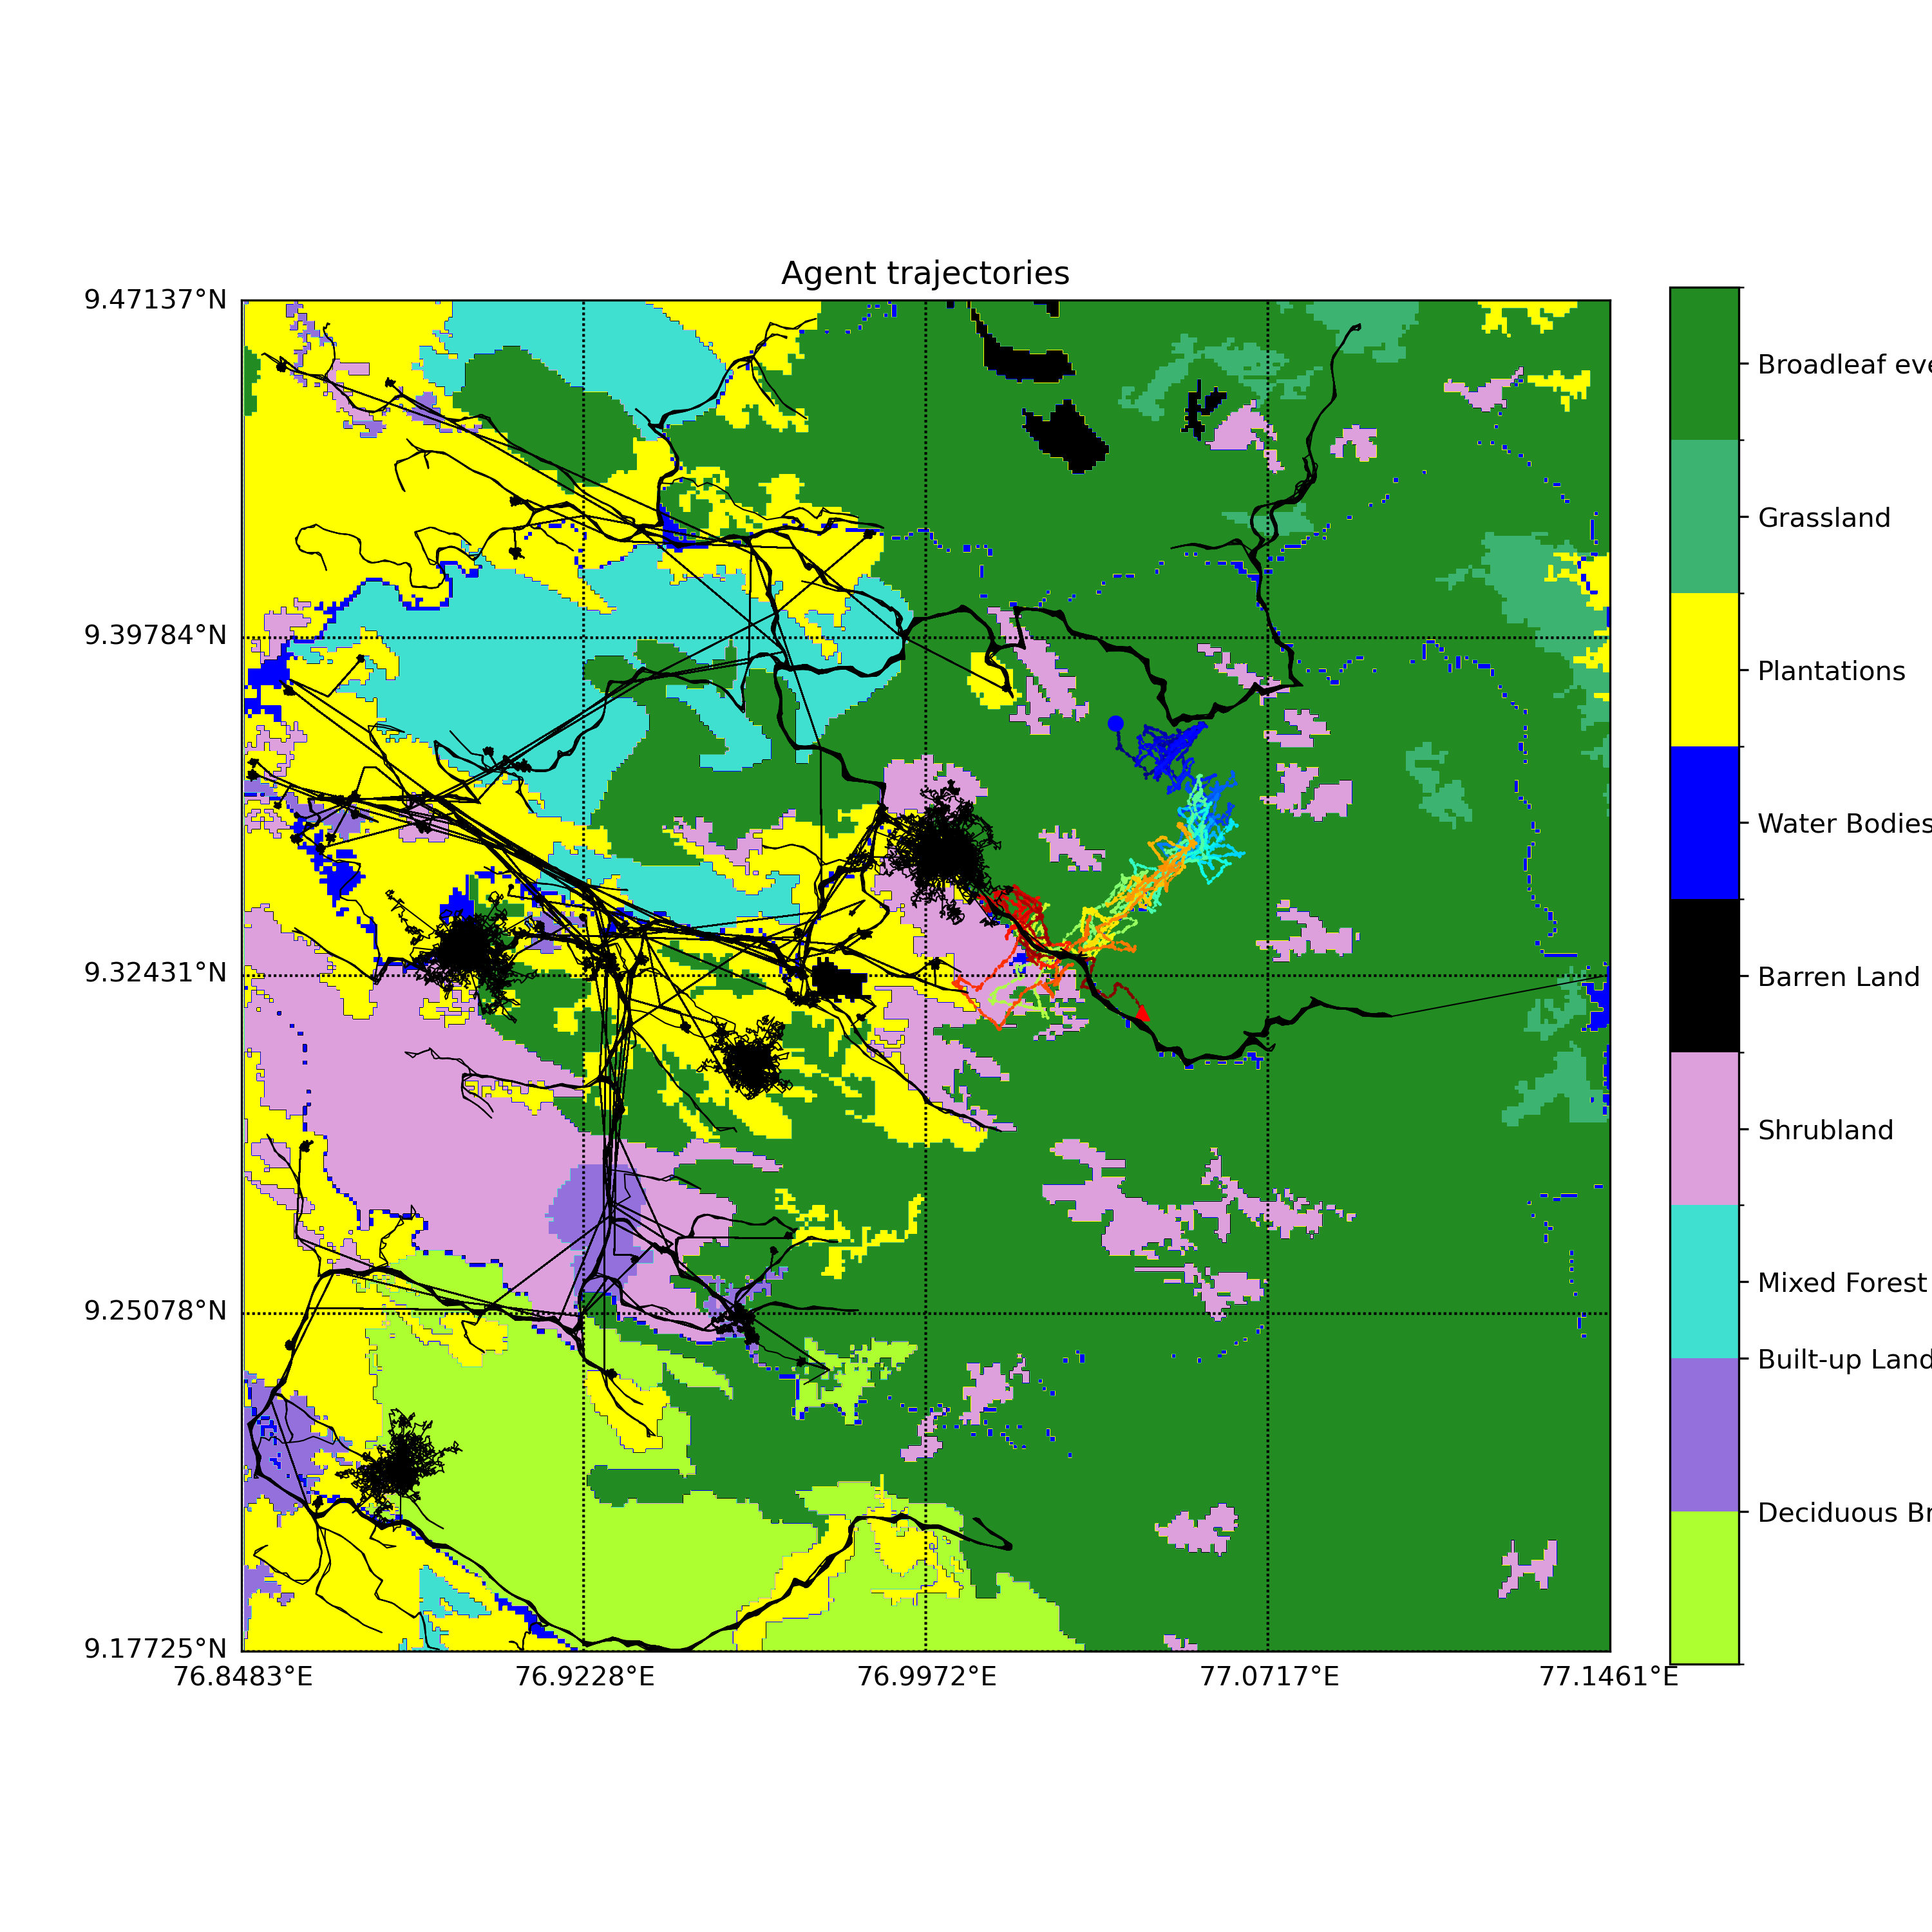 Agent trajectories
9.47137°N
9.39784°N
9.32431°N
9.25078°N
9.17725°N
76.8483°E
76.9228°E
76.9972°E
77.0717°E
77.1461°E
Broadleaf eve
Grassland
Plantations
Water Bodies
Barren Land
Shrubland
Mixed Forest
Built-up Land
Deciduous Br